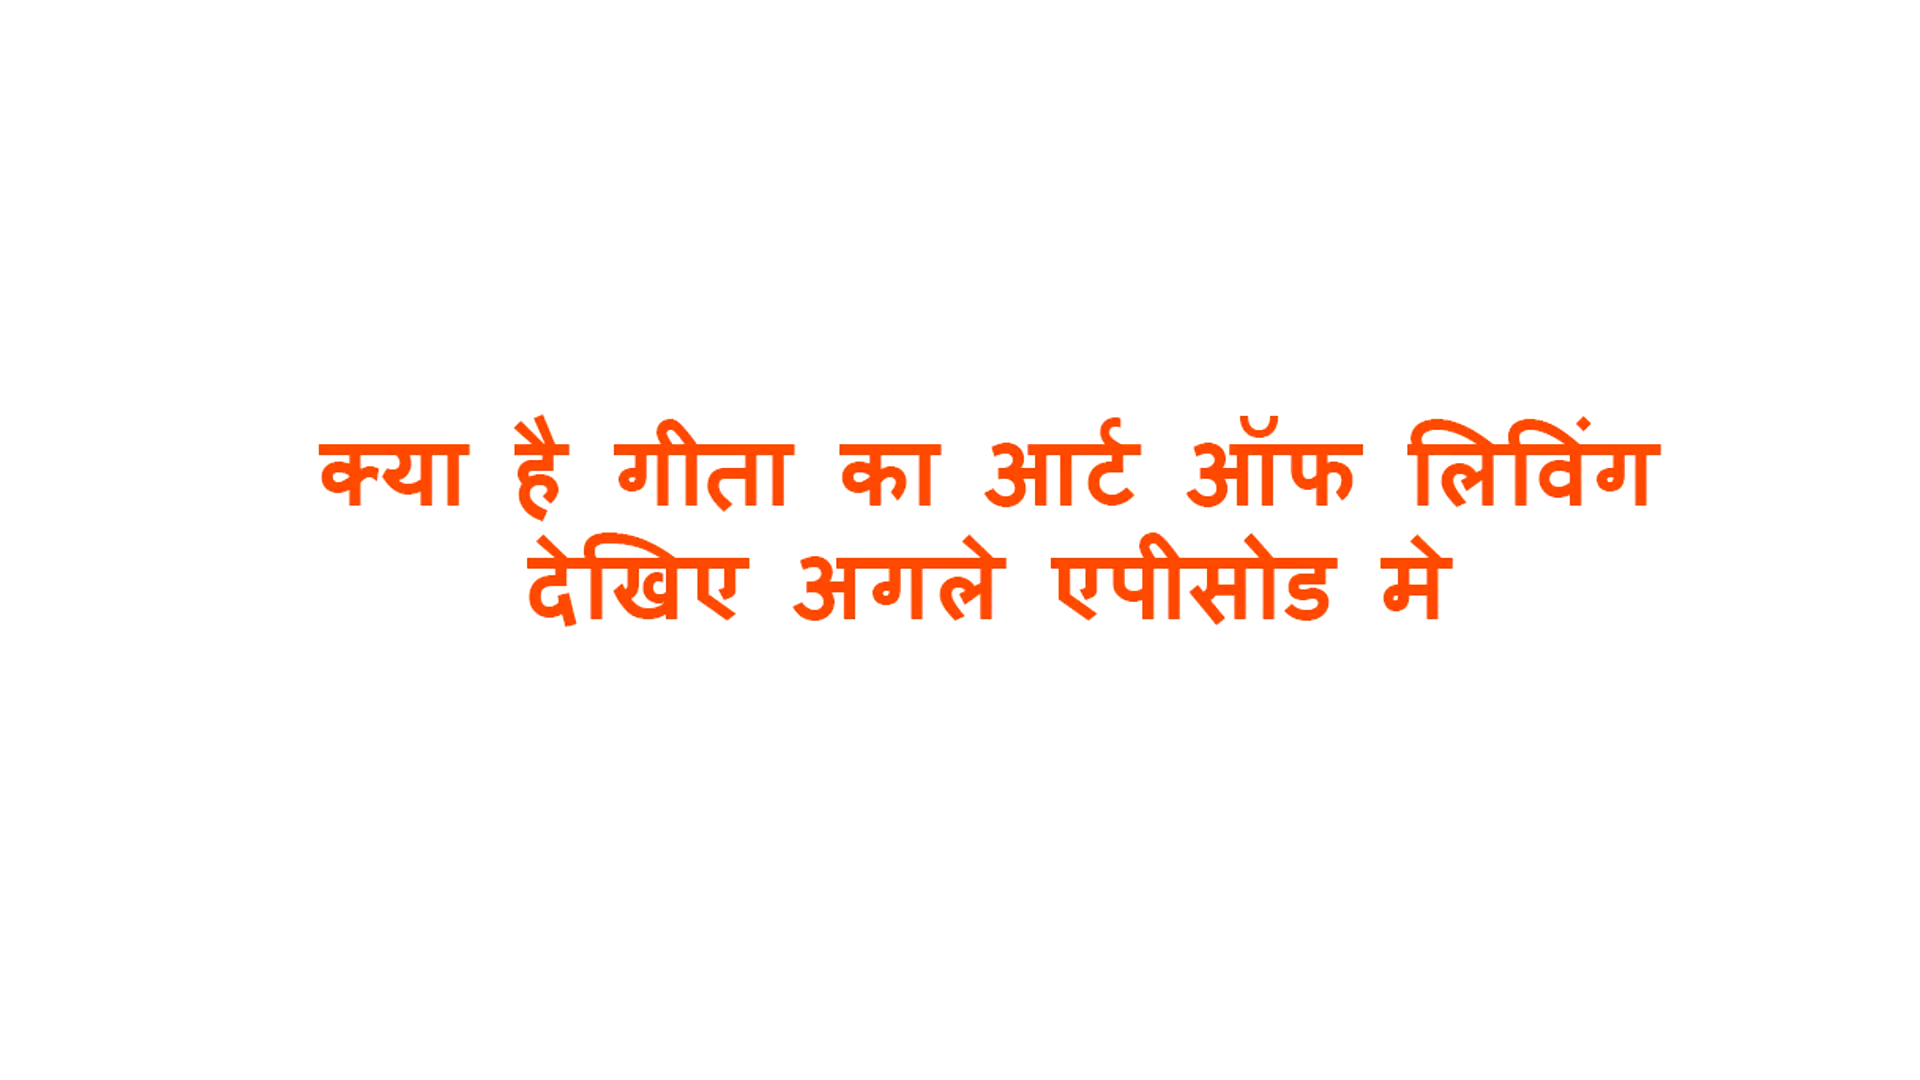 क्या है गीता का आर्ट ऑफ लिविंग
देखिए अगले एपीसोड मे